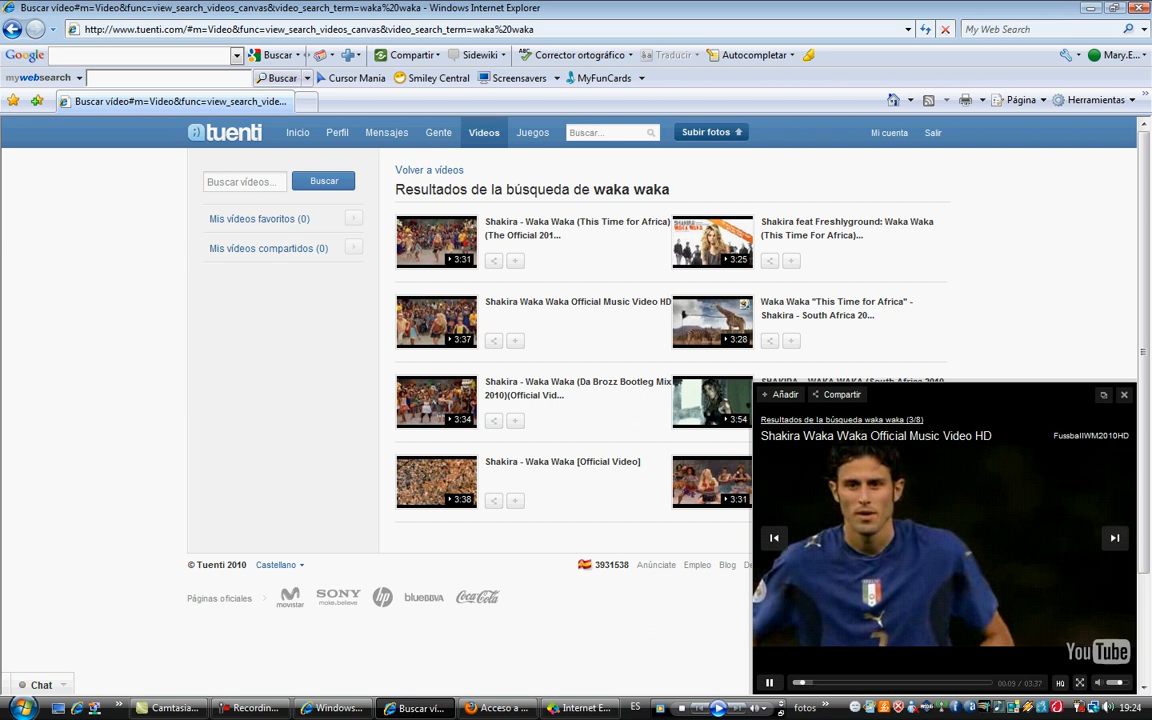 Buscar vídeo#m=Video&func=view_search_videos_canvas&video_search_term=waka%20waka - Windows Internet Explorer
http://www.tuenti.com/#m=Video&func=view_search_videos_canvas&video_search_term=waka%20waka
My Web Search
Google Buscar Compartir Sidewiki Corrector ortográfico Traducir Autocompletar Mary.E...
mywebsearch Buscar Cursor Mania Smiley Central Screensavers MyFunCards
Buscar vídeo#m=Video&func=view_search_vide... Página Herramientas
tuenti Inicio Perfil Mensajes Gente Videos Juegos Buscar... Subir fotos Mi cuenta Salir
Buscar vídeos... Buscar
Mis vídeos favoritos (0)
Mis vídeos compartidos (0)
Volver a vídeos
Resultados de la búsqueda de waka waka
Shakira - Waka Waka (This Time for Africa)
(The Official 201...
3:31
Shakira feat Freshlyground: Waka Waka
(This Time For Africa)...
3:25
Shakira Waka Waka Official Music Video HD
3:37
Waka Waka "This Time for Africa" -
Shakira - South Africa 20...
3:28
Shakira - Waka Waka (Da Brozz Bootleg Mix
2010)(Official Vid...
3:34
SHAKIRA - WAKA WAKA (South Africa 2010
3:54
Shakira - Waka Waka [Official Video]
3:38
3:31
Añadir Compartir
Resultados de la búsqueda waka waka (3/8)
Shakira Waka Waka Official Music Video HD
FussballWM2010HD
7
YouTube
00:09 / 03:37 HQ
© Tuenti 2010 Castellano
3931538 Anúnciate Empleo Blog De
Páginas oficiales movistar SONY make.believe hp bluebbva Coca-Cola
Chat
Camtasia... Recordin... Windows... Buscar ví... Acceso a ... Internet E... ES fotos 19:24